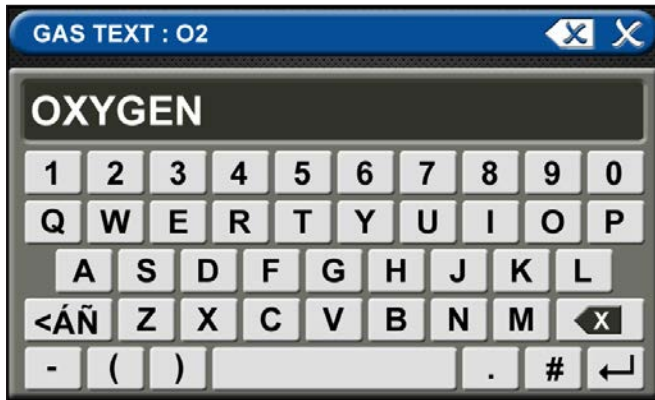 GAS TEXT : O2
OXYGEN
1 2 3 4 5 6 7 8 9 0
Q W E R T Y U I O P
A S D F G H J K L
<ÁÑ Z X C V B N M X
- ( ) . #